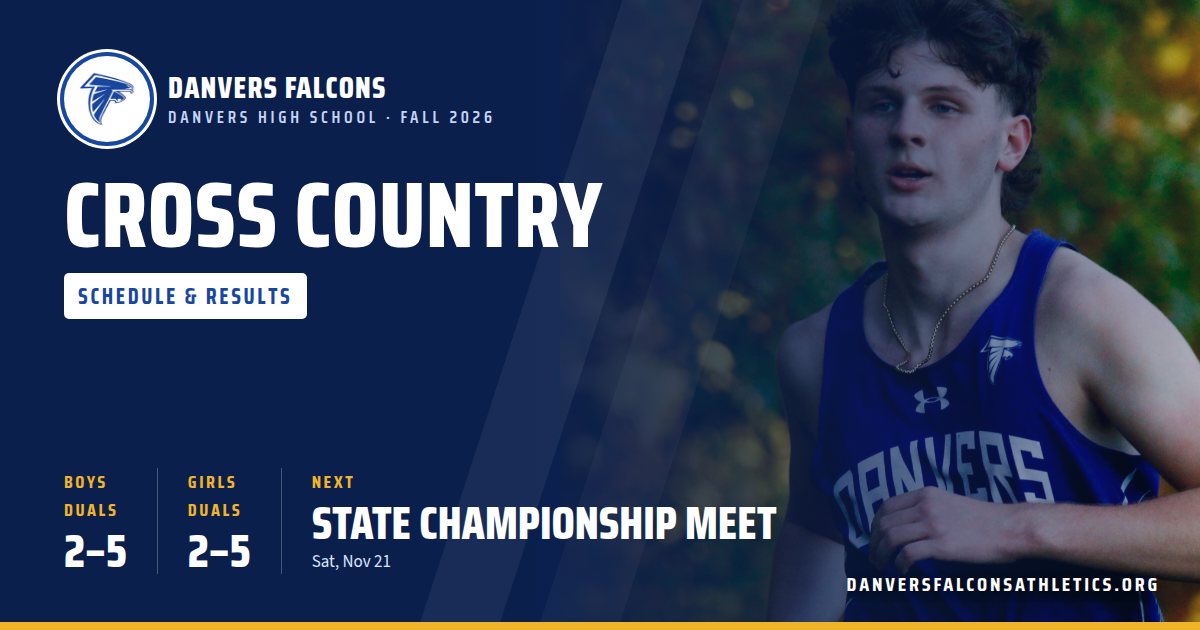 DANVERS FALCONS
DANVERS HIGH SCHOOL · FALL 2026
CROSS COUNTRY
SCHEDULE & RESULTS
BOYS
DUALS
2–5
GIRLS
DUALS
2–5
NEXT
STATE CHAMPIONSHIP MEET
Sat, Nov 21
DANVERS
DANVERSFALCONSATHLETICS.ORG